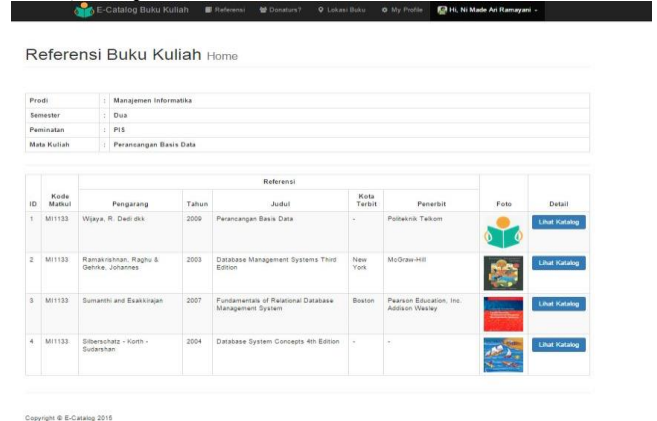 E-Catalog Buku Kuliah Referensi Donaturs? Lokasi Buku My Profile Hi, Ni Made Ari Ramayani
Referensi Buku Kuliah Home
Prodi : Manajemen Informatika
Semester : Dua
Peminatan : PIS
Mata Kuliah : Perancangan Basis Data
Referensi
ID Kode Matkul Pengarang Tahun Judul Kota Terbit Penerbit Foto Detail
1 MI1133 Wijaya, R. Dedi dkk 2009 Perancangan Basis Data - Politeknik Telkom Lihat Katalog
2 MI1133 Ramakrishnan, Raghu & 2003 Database Management Systems Third New McGraw-Hill Lihat Katalog
Gehrke, Johannes Edition York
3 MI1133 Sumanthi and Esakkirajan 2007 Fundamentals of Relational Database Boston Pearson Education, Inc. Lihat Katalog
Management System Addison Wesley
4 MI1133 Silberschatz - Korth - 2004 Database System Concepts 4th Edition - - Lihat Katalog
Sudarshan
Copyright © E-Catalog 2015